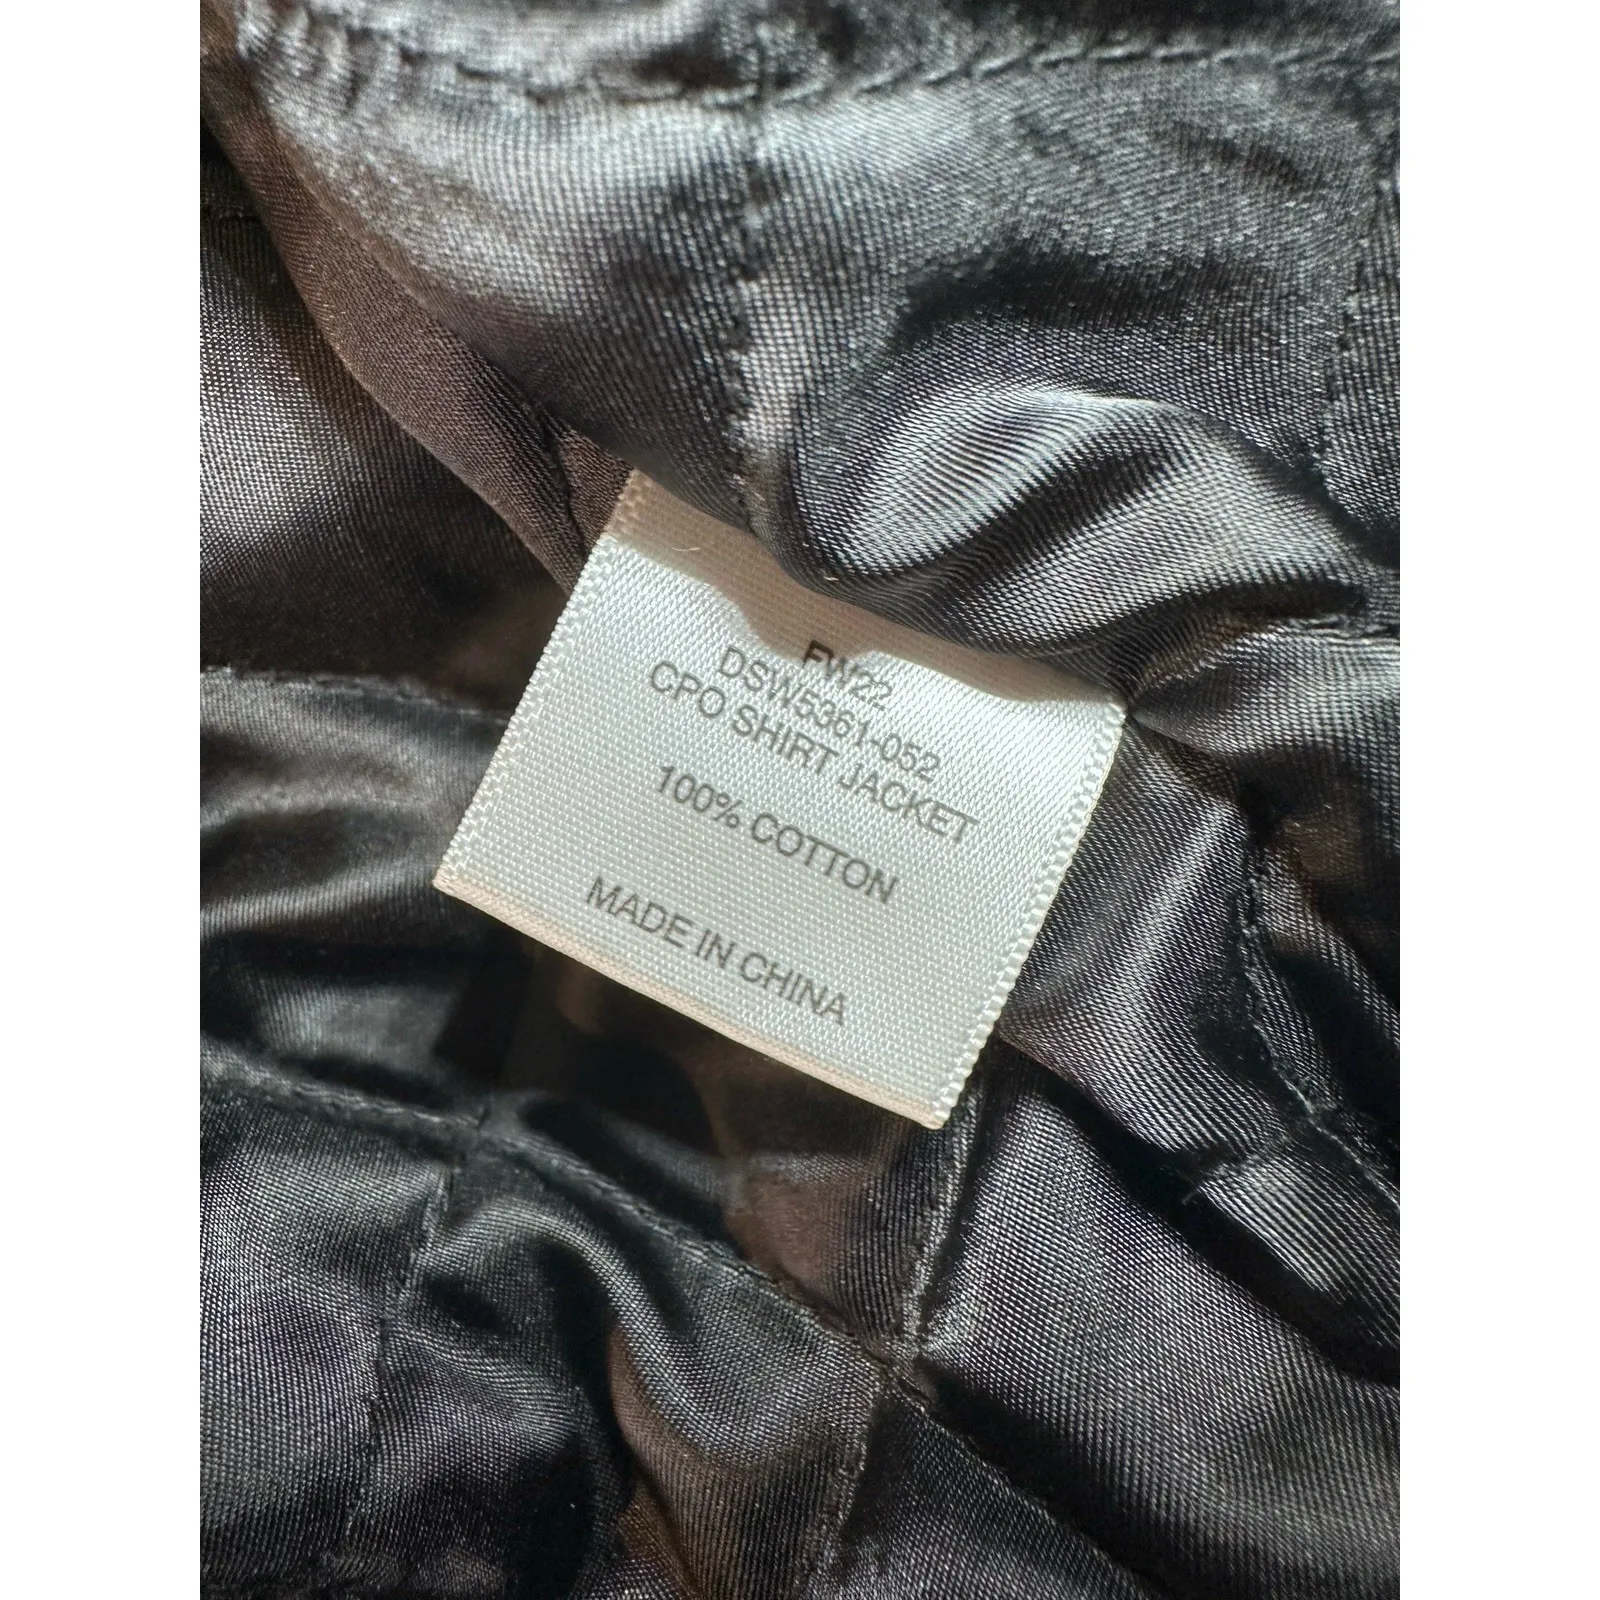 FW22
DSW5361-052
CPO SHIRT JACKET
100% COTTON
MADE IN CHINA